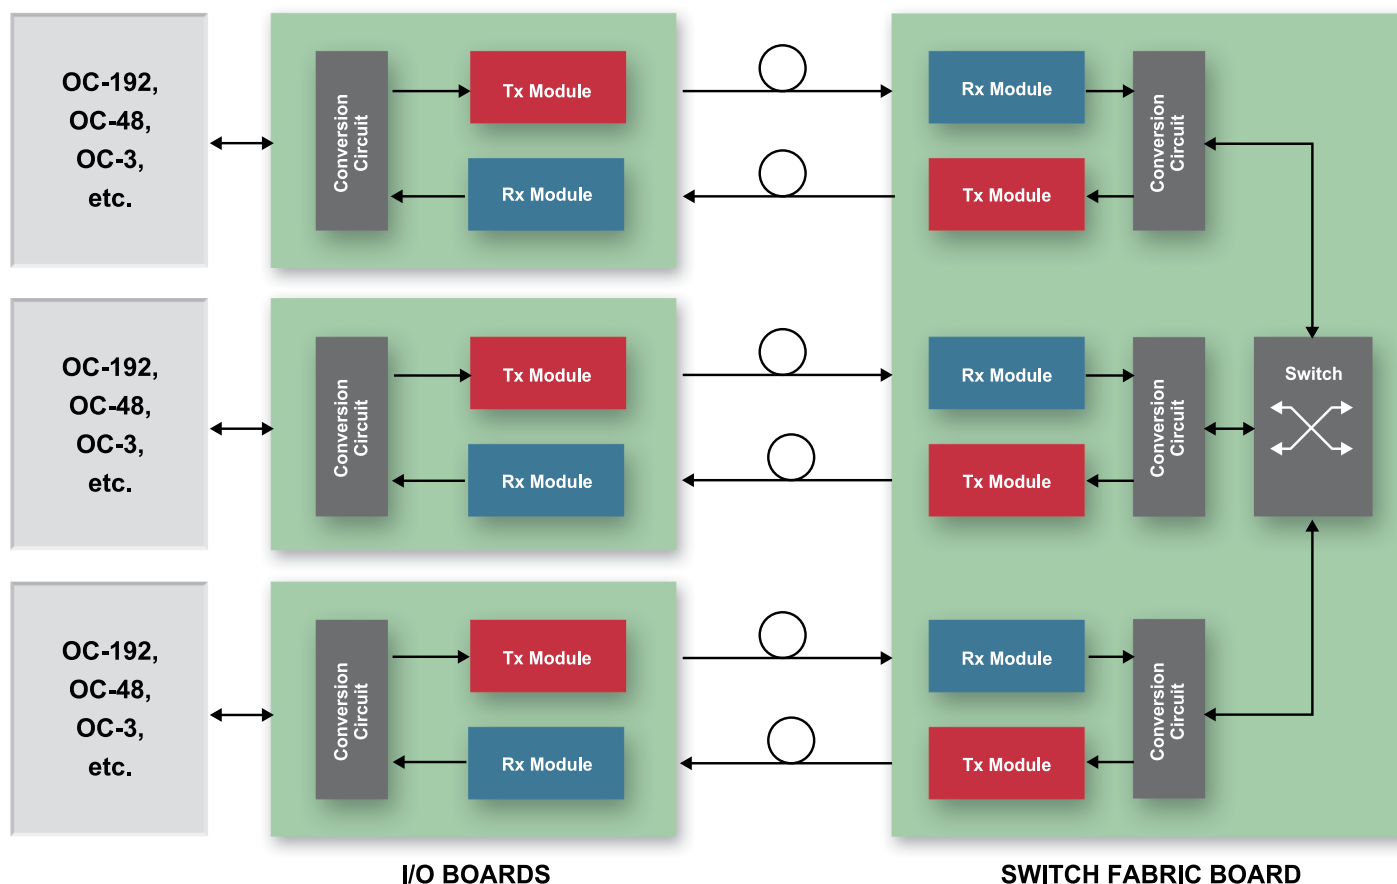 OC-192,
OC-48,
OC-3,
etc.
Conversion
Circuit
Tx Module
Rx Module
Rx Module
Tx Module
Conversion
Circuit
OC-192,
OC-48,
OC-3,
etc.
Conversion
Circuit
Tx Module
Rx Module
Rx Module
Tx Module
Conversion
Circuit
Switch
OC-192,
OC-48,
OC-3,
etc.
Conversion
Circuit
Tx Module
Rx Module
Rx Module
Tx Module
Conversion
Circuit
I/O BOARDS
SWITCH FABRIC BOARD